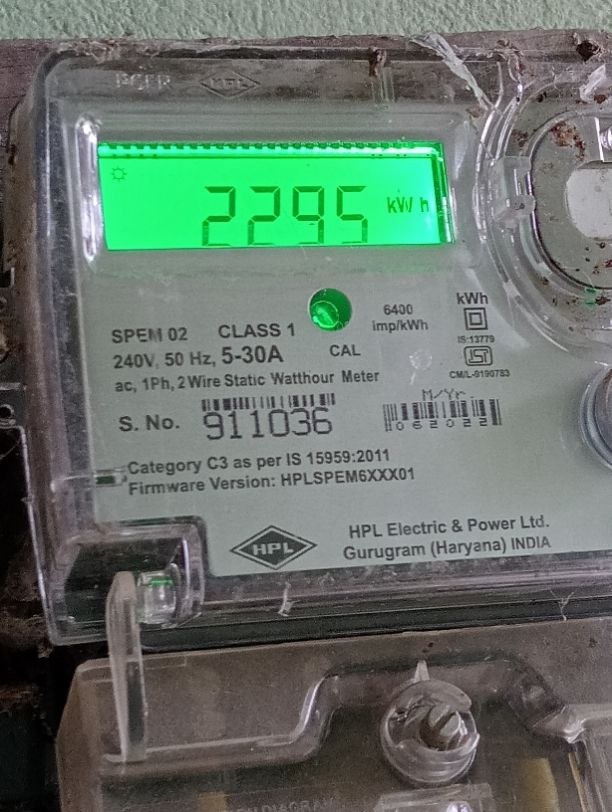 HPL
2295 kWh
6400
imp/kWh
kWh
IS:13779
ISI
CM/L-9190783
SPEM 02 CLASS 1
CAL
240V, 50 Hz, 5-30A
ac, 1Ph, 2 Wire Static Watthour Meter
M/Yr.
S. No. 911036
062022
Category C3 as per IS 15959:2011
Firmware Version: HPLSPEM6XXX01
HPL
HPL Electric & Power Ltd.
Gurugram (Haryana) INDIA